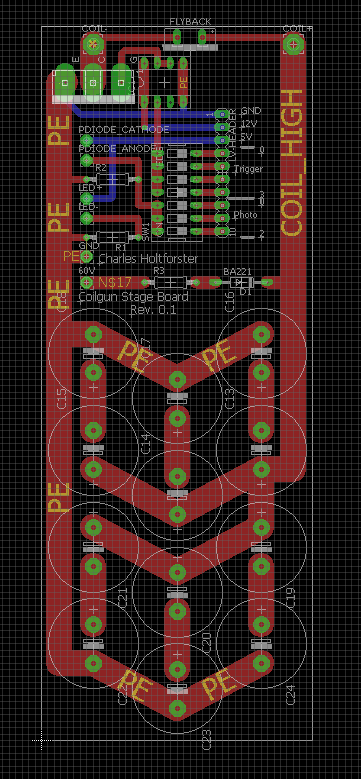 FLYBACK
COIL-
COIL+
E
C
G
PE
GND
12V
5V
LV-HEADER
PDIODE_CATHODE
PDIODE_ANODE
PE
Trigger
R2
LED+
LED-
Photo
PE
SW1
R1
GND
PE
Charles Holtforster
60V
N$17
R3
BA221
D1
PE
Coilgun Stage Board
Rev. 0.1
C16
COIL_HIGH
PE
PE
C15
C14
C13
PE
C21
C20
C19
PE
PE
C24
C23